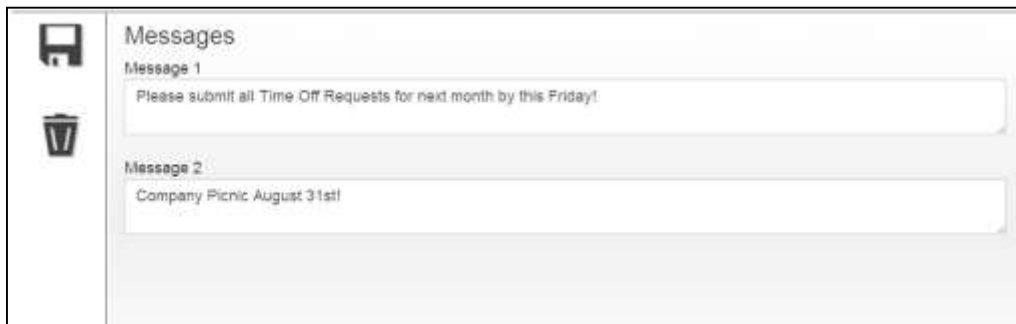 Messages
Message 1
Please submit all Time Off Requests for next month by this Friday!
Message 2
Company Picnic August 31st!